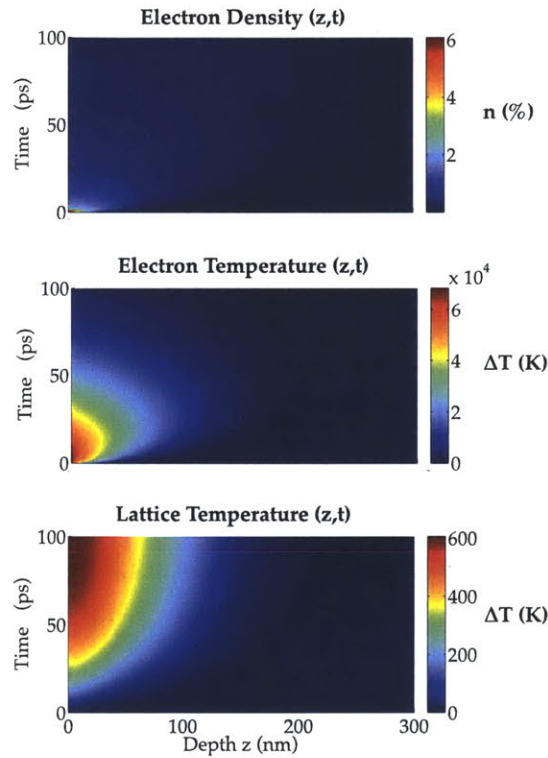 Electron Density (z,t)
100
50
0
Time (ps)
6
4
2
n (%)
Electron Temperature (z,t)
100
50
0
Time (ps)
x 10⁴
6
4
2
0
ΔT (K)
Lattice Temperature (z,t)
100
50
0
Time (ps)
0
100
200
300
Depth z (nm)
600
400
200
0
ΔT (K)